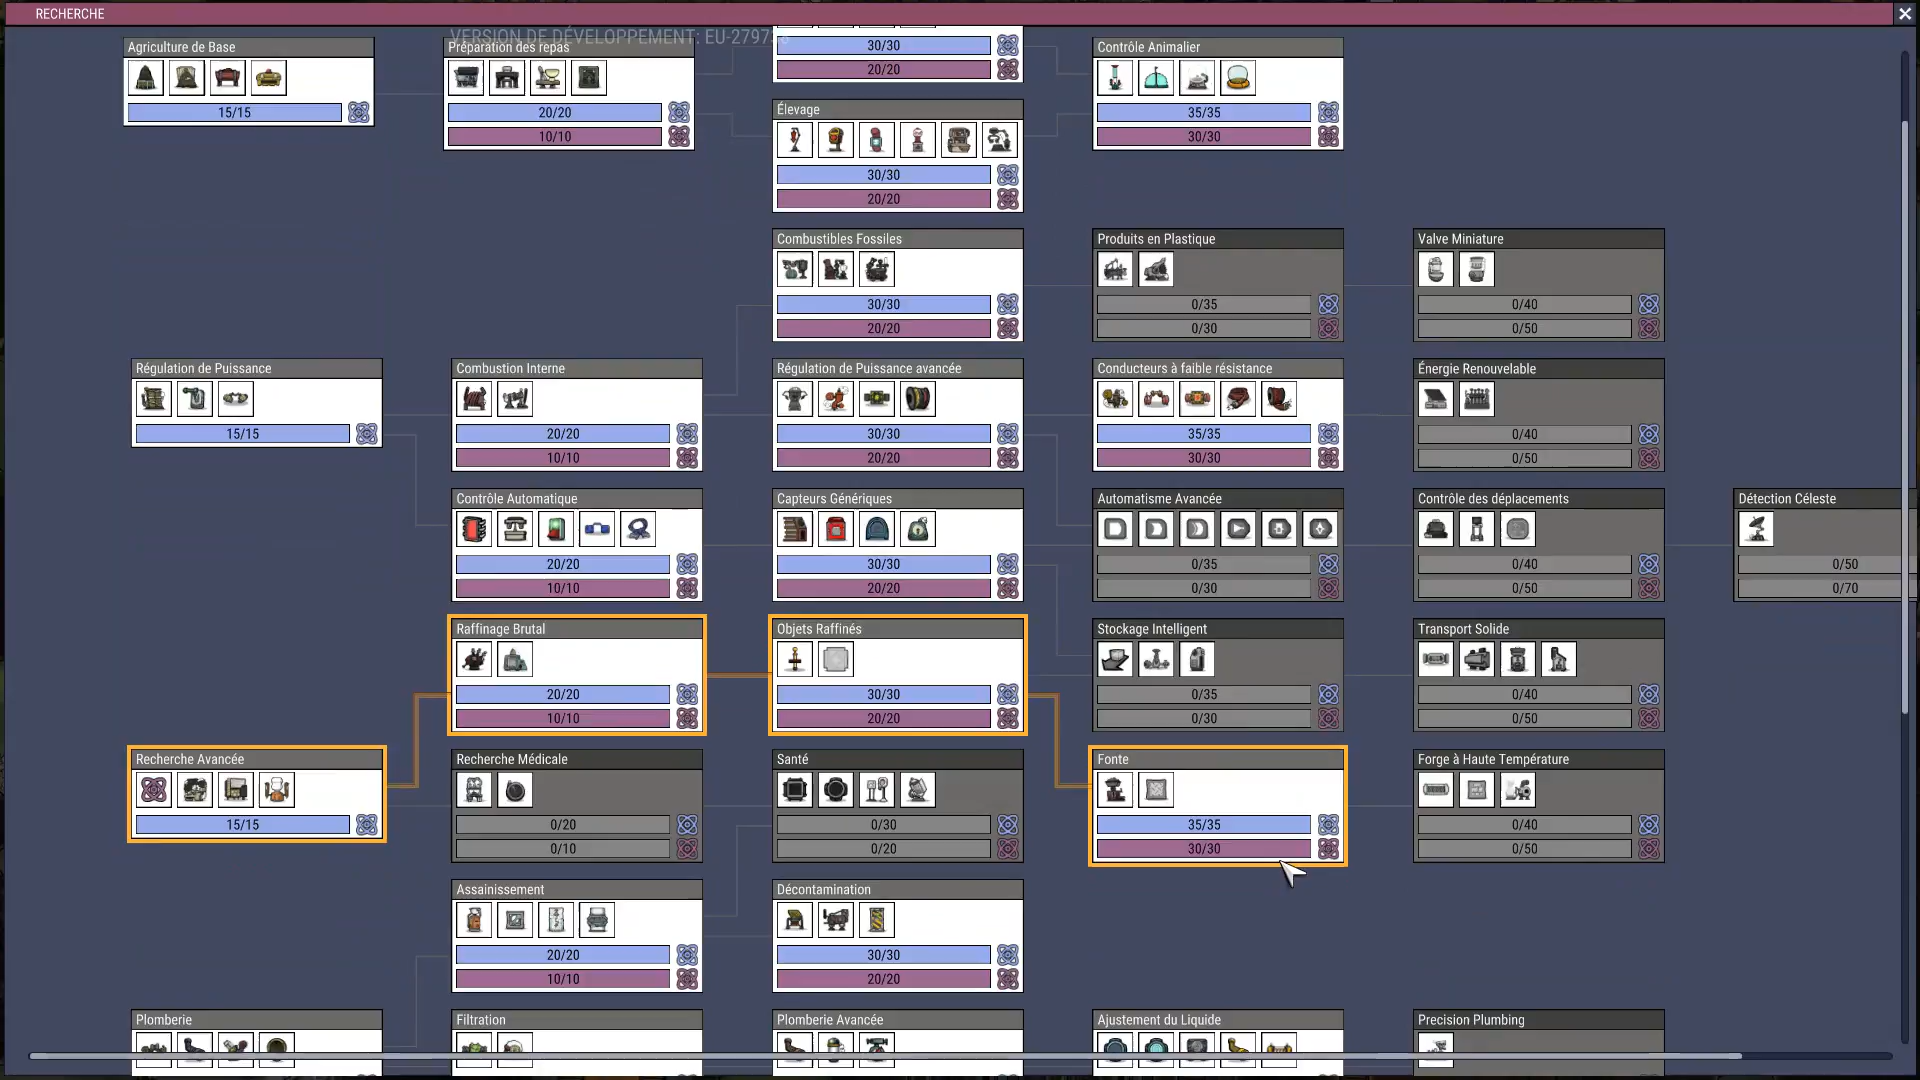 RECHERCHE
VERSION DE DÉVELOPPEMENT: EU-2797
Agriculture de Base
15/15
Préparation des repas
20/20
10/10
30/30
20/20
Contrôle Animalier
35/35
30/30
Élevage
30/30
20/20
Combustibles Fossiles
30/30
20/20
Produits en Plastique
0/35
0/30
Valve Miniature
0/40
0/50
Régulation de Puissance
15/15
Combustion Interne
20/20
10/10
Régulation de Puissance avancée
30/30
20/20
Conducteurs à faible résistance
35/35
30/30
Énergie Renouvelable
0/40
0/50
Contrôle Automatique
20/20
10/10
Capteurs Génériques
30/30
20/20
Automatisme Avancée
0/35
0/30
Contrôle des déplacements
0/40
0/50
Détection Céleste
0/50
0/70
Raffinage Brutal
20/20
10/10
Objets Raffinés
30/30
20/20
Stockage Intelligent
0/35
0/30
Transport Solide
0/40
0/50
Recherche Avancée
15/15
Recherche Médicale
0/20
0/10
Santé
0/30
0/20
Fonte
35/35
30/30
Forge à Haute Température
0/40
0/50
Assainissement
20/20
10/10
Décontamination
30/30
20/20
Plomberie
Filtration
Plomberie Avancée
Ajustement du Liquide
Precision Plumbing